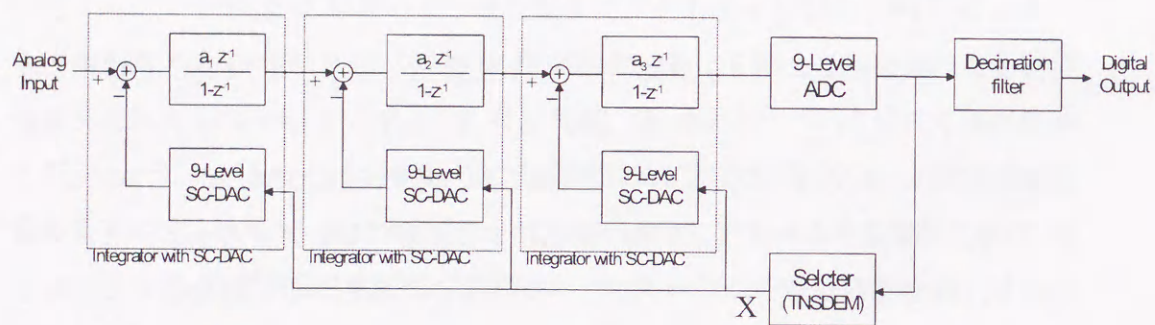 Analog
Input
+
−
a1 z-1
1-z-1
9-Level
SC-DAC
Integrator with SC-DAC
+
−
a2 z-1
1-z-1
9-Level
SC-DAC
Integrator with SC-DAC
+
−
a3 z-1
1-z-1
9-Level
SC-DAC
Integrator with SC-DAC
9-Level
ADC
Decimation
filter
Digital
Output
Selcter
(TNSDEM)
X